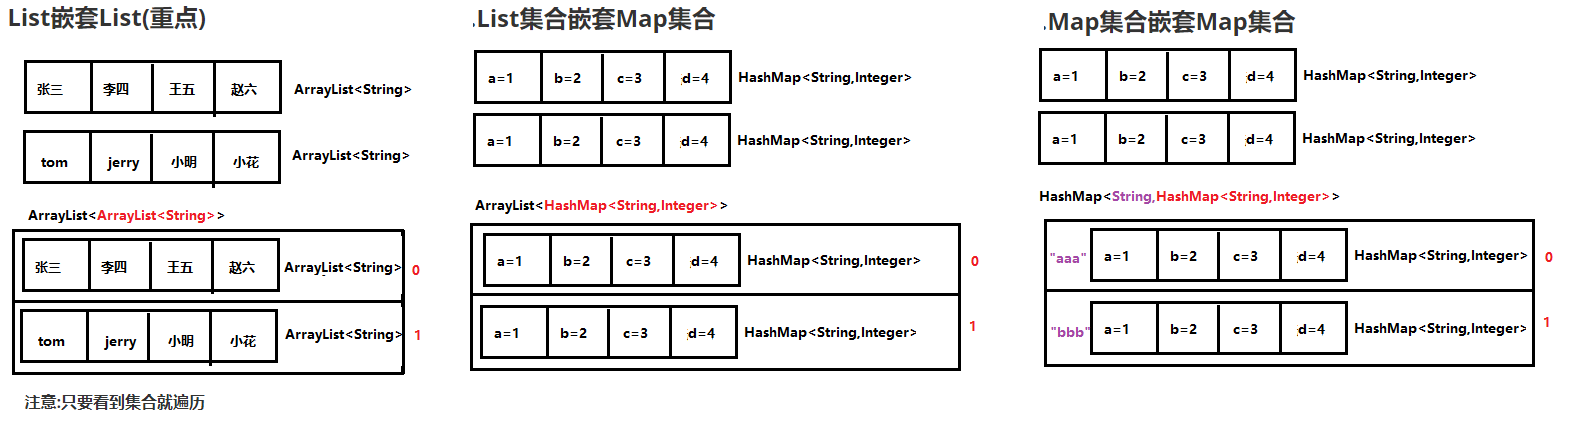 List嵌套List(重点)
张三 李四 王五 赵六 ArrayList<String>
tom jerry 小明 小花 ArrayList<String>
ArrayList<ArrayList<String>>
张三 李四 王五 赵六 ArrayList<String> 0
tom jerry 小明 小花 ArrayList<String> 1
注意:只要看到集合就遍历
.List集合嵌套Map集合
a=1 b=2 c=3 d=4 HashMap<String,Integer>
a=1 b=2 c=3 d=4 HashMap<String,Integer>
ArrayList<HashMap<String,Integer>>
a=1 b=2 c=3 d=4 HashMap<String,Integer> 0
a=1 b=2 c=3 d=4 HashMap<String,Integer> 1
.Map集合嵌套Map集合
a=1 b=2 c=3 d=4 HashMap<String,Integer>
a=1 b=2 c=3 d=4 HashMap<String,Integer>
HashMap<String,HashMap<String,Integer>>
"aaa" a=1 b=2 c=3 d=4 HashMap<String,Integer> 0
"bbb" a=1 b=2 c=3 d=4 HashMap<String,Integer> 1